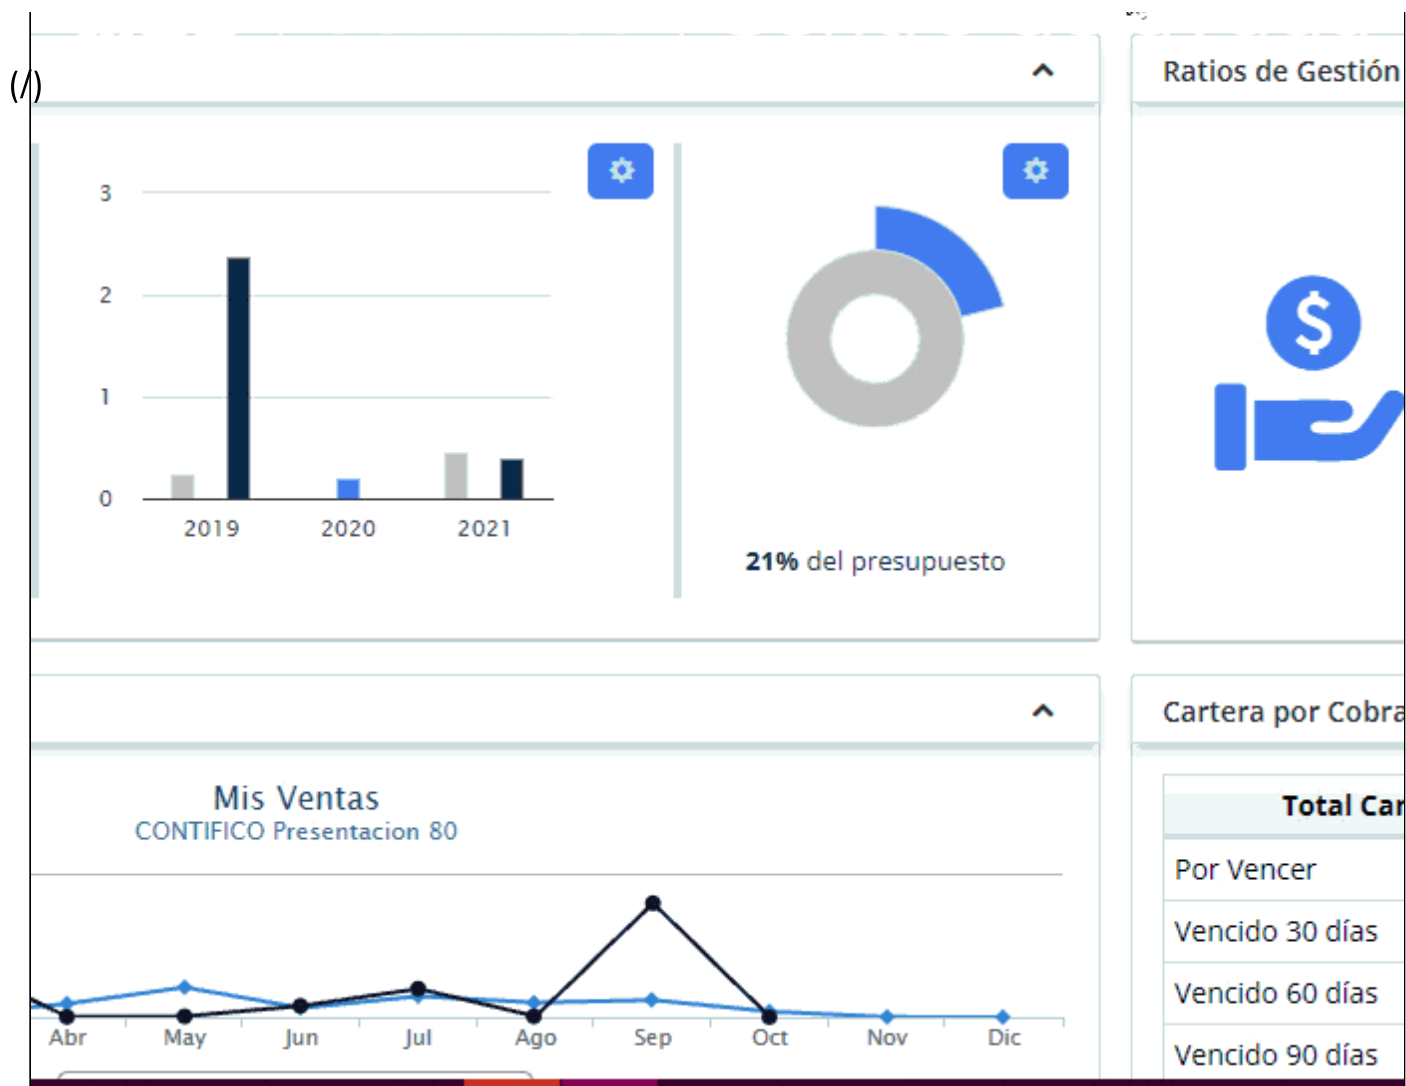 (/)
Ratios de Gestión
3
2
1
0
2019 2020 2021
21% del presupuesto
Mis Ventas
CONTIFICO Presentacion 80
Abr May Jun Jul Ago Sep Oct Nov Dic
Cartera por Cobra
Total Car
Por Vencer
Vencido 30 días
Vencido 60 días
Vencido 90 días